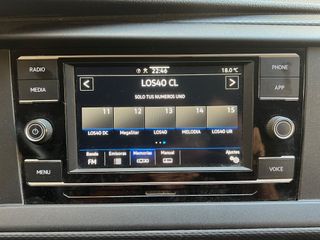 22:46
18.0°C
LOS40 CL
SOLO TUS NUMEROS UNO
RADIO
MEDIA
MENU
PHONE
APP
VOICE
11 12 13 14 15
LOS40 DC MegaStar LOS40 MELODIA LOS40 UR
Banda Emisoras Memorias Manual Ajustes
FM